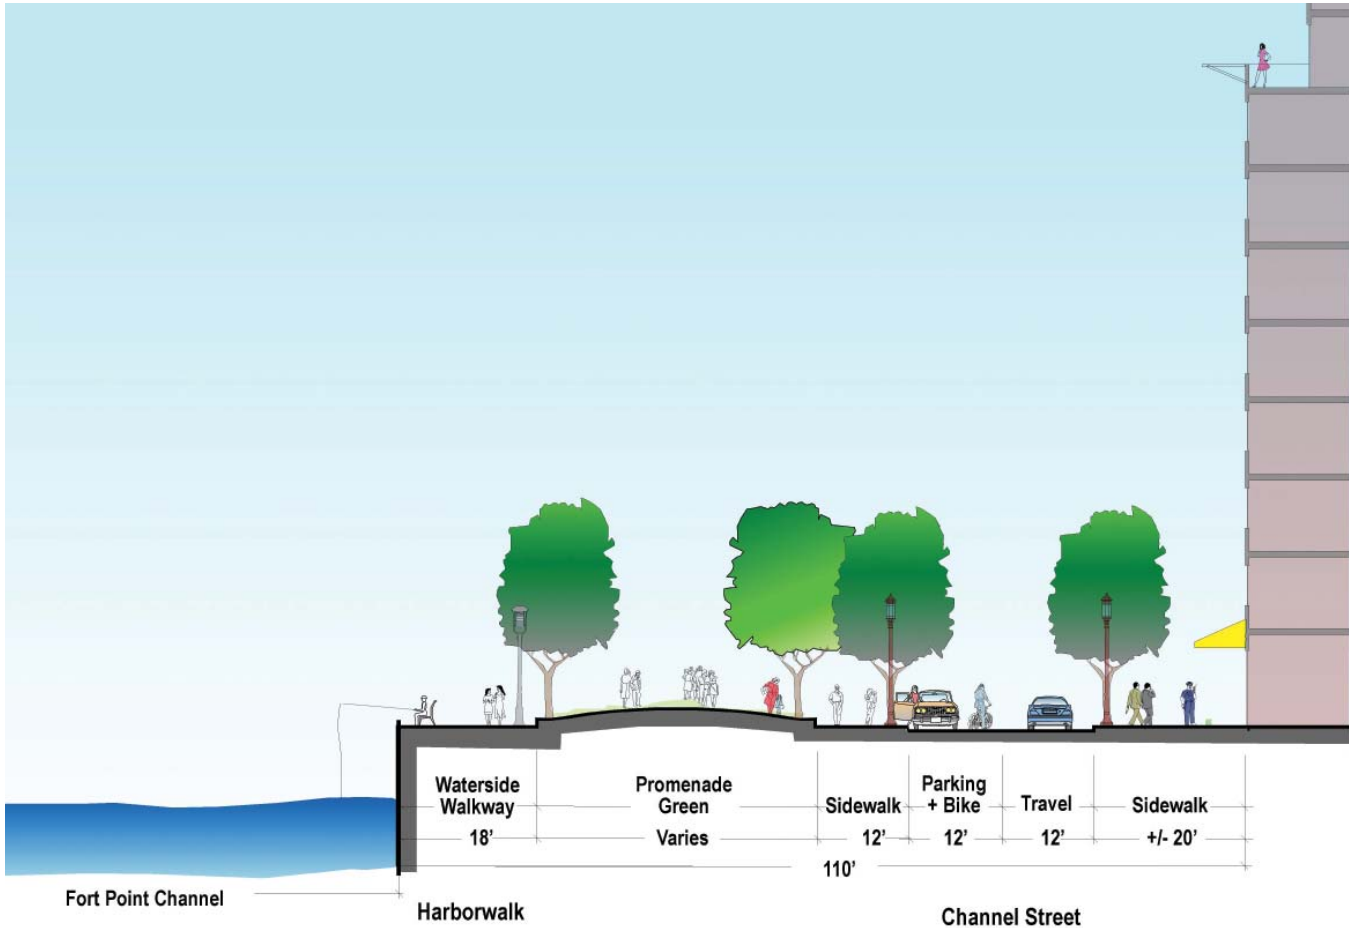 Waterside
Walkway
18’
Promenade
Green
Varies
Sidewalk
12’
Parking
+ Bike
12’
Travel
12’
Sidewalk
+/- 20’
110’
Fort Point Channel
Harborwalk
Channel Street